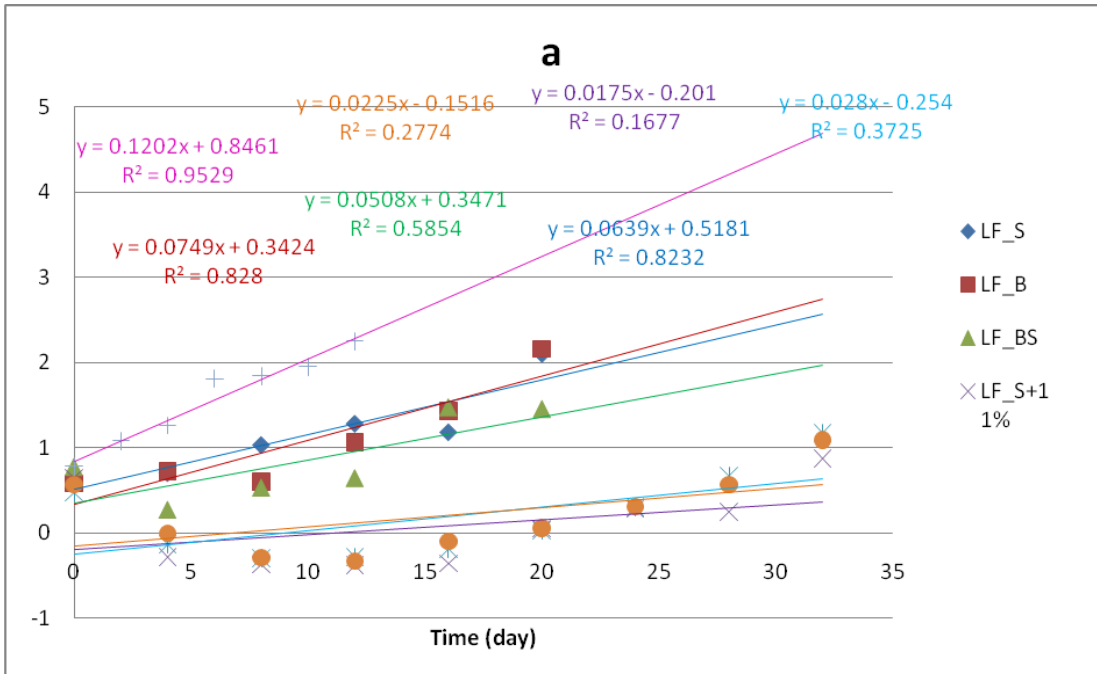 a
y = 0.0225x - 0.1516
R² = 0.2774
y = 0.0175x - 0.201
R² = 0.1677
y = 0.028x - 0.254
R² = 0.3725
y = 0.1202x + 0.8461
R² = 0.9529
y = 0.0508x + 0.3471
R² = 0.5854
y = 0.0639x + 0.5181
R² = 0.8232
y = 0.0749x + 0.3424
R² = 0.828
5
4
3
2
1
0
-1
0 5 10 15 20 25 30 35
Time (day)
LF_S
LF_B
LF_BS
LF_S+1
1%